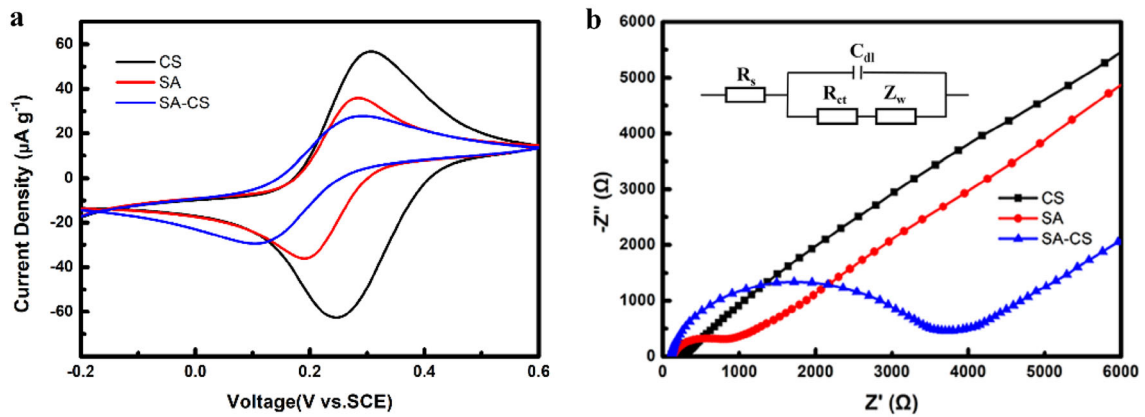 a
60
40
20
0
-20
-40
-60
-0.2 0.0 0.2 0.4 0.6
Current Density (μA g⁻¹)
Voltage(V vs.SCE)
CS
SA
SA-CS
b
6000
5000
4000
3000
2000
1000
0
0 1000 2000 3000 4000 5000 6000
-Z'' (Ω)
Z' (Ω)
Cdl
Rs
Rct Zw
CS
SA
SA-CS